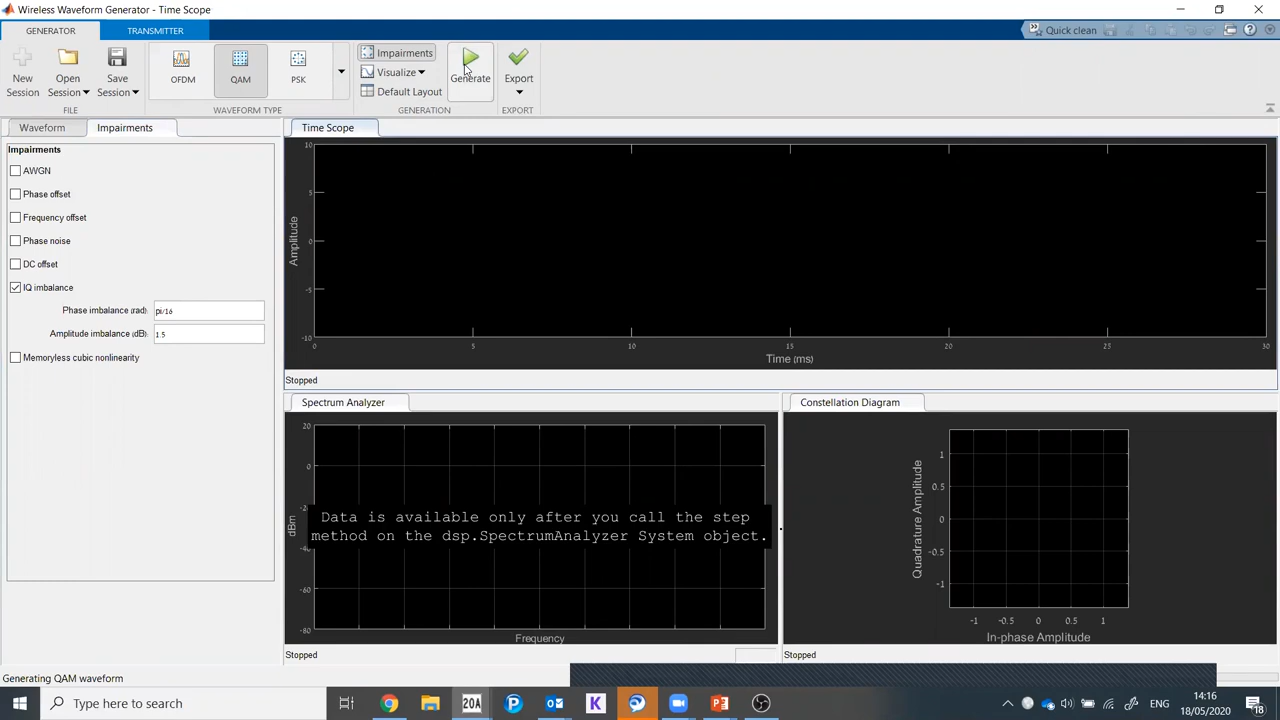 Wireless Waveform Generator - Time Scope
GENERATOR
TRANSMITTER
Quick clean
New Session
Open Session
Save Session
FILE
OFDM
QAM
PSK
WAVEFORM TYPE
Impairments
Visualize
Default Layout
GENERATION
Generate
Export
EXPORT
Waveform
Impairments
Impairments
AWGN
Phase offset
Frequency offset
Phase noise
DC offset
IQ imbalance
Phase imbalance (rad): pi/16
Amplitude imbalance (dB): 1.5
Memoryless cubic nonlinearity
Time Scope
Amplitude
10
5
0
-5
-10
0 5 10 15 20 25 30
Time (ms)
Stopped
Spectrum Analyzer
dBm
20
0
-2
-40
-60
-80
Data is available only after you call the step
method on the dsp.SpectrumAnalyzer System object.
Frequency
Stopped
Constellation Diagram
Quadrature Amplitude
1
0.5
0
-0.5
-1
-1 -0.5 0 0.5 1
In-phase Amplitude
Stopped
Generating QAM waveform
Type here to search
20A
K
ENG
14:16
18/05/2020
18